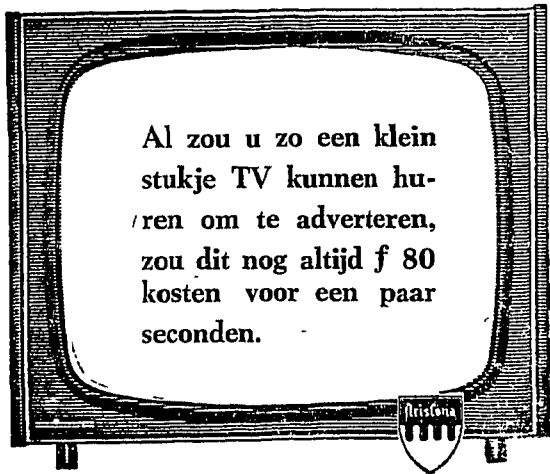 Al zou u zo een klein
stukje TV kunnen hu-
ren om te adverteren,
zou dit nog altijd f 80
kosten voor een paar
seconden.
Aristona